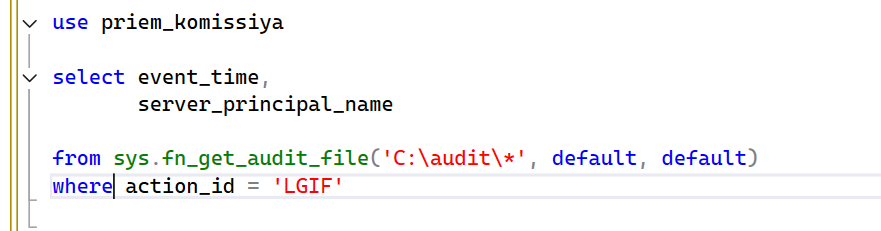 use priem_komissiya
select event_time,
server_principal_name
from sys.fn_get_audit_file('C:\audit\*', default, default)
where action_id = 'LGIF'